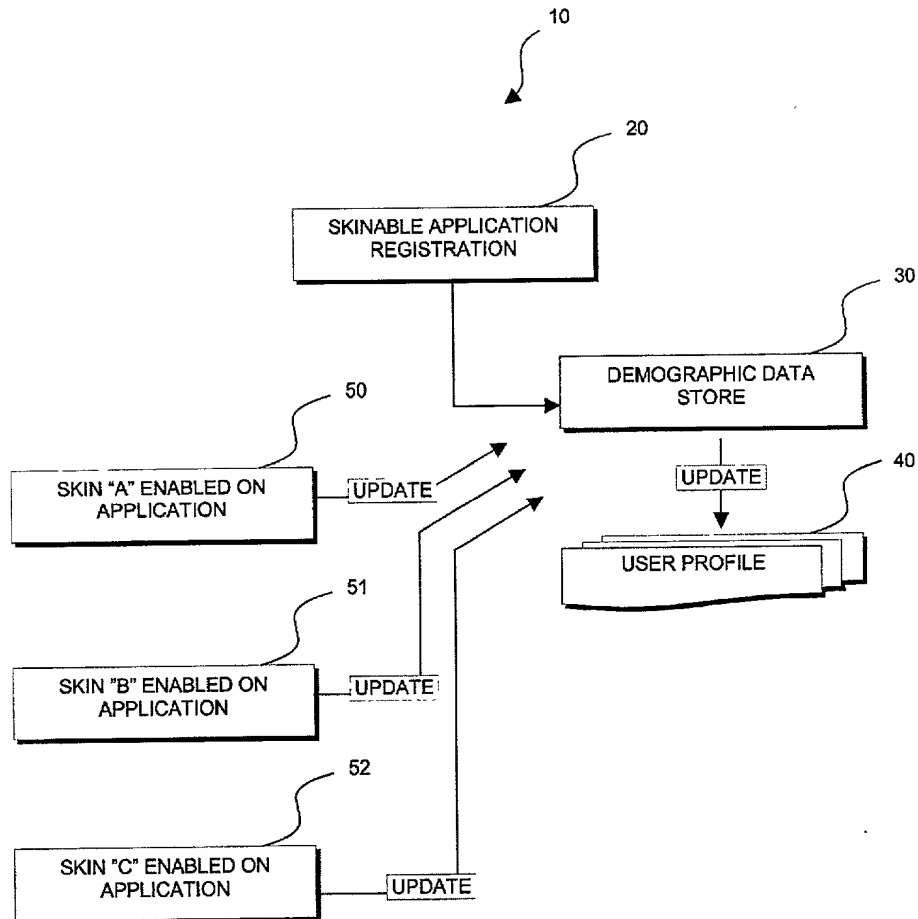 10
20
SKINABLE APPLICATION
REGISTRATION
30
DEMOGRAPHIC DATA
STORE
50
SKIN "A" ENABLED ON
APPLICATION
UPDATE
UPDATE
40
USER PROFILE
51
SKIN "B" ENABLED ON
APPLICATION
UPDATE
52
SKIN "C" ENABLED ON
APPLICATION
UPDATE